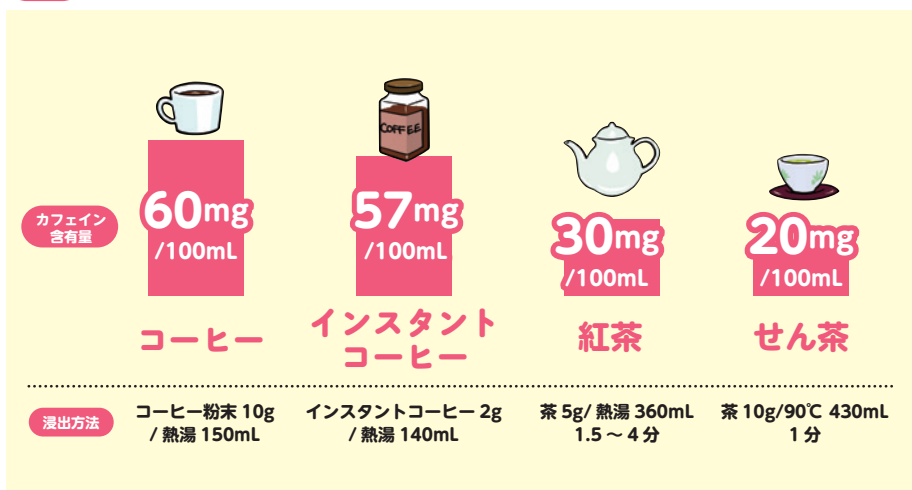 カフェイン
含有量
60mg
/100mL
COFFEE
57mg
/100mL
30mg
/100mL
20mg
/100mL
コーヒー
インスタント
コーヒー
紅茶
せん茶
浸出方法
コーヒー粉末 10g
/ 熱湯 150mL
インスタントコーヒー 2g
/ 熱湯 140mL
茶 5g/ 熱湯 360mL
1.5 ~ 4 分
茶 10g/90℃ 430mL
1 分